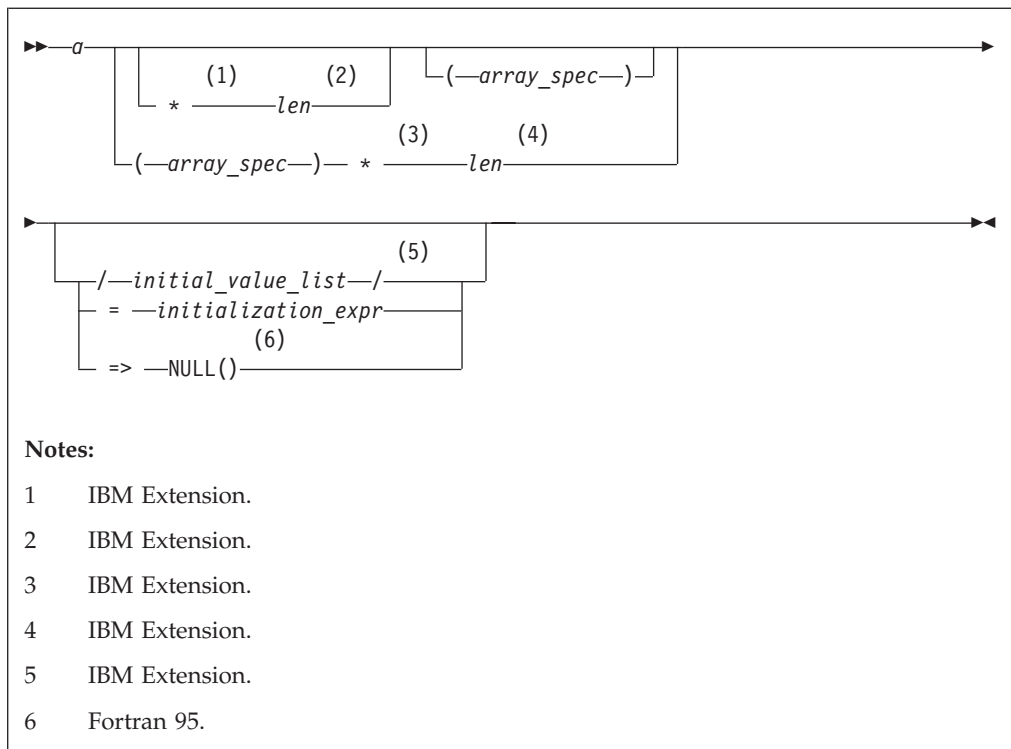 a
(1) (2)
* len ( array_spec )
(3) (4)
( array_spec ) * len
(5)
/ initial_value_list /
= initialization_expr
(6)
=> NULL()
Notes:
1 IBM Extension.
2 IBM Extension.
3 IBM Extension.
4 IBM Extension.
5 IBM Extension.
6 Fortran 95.